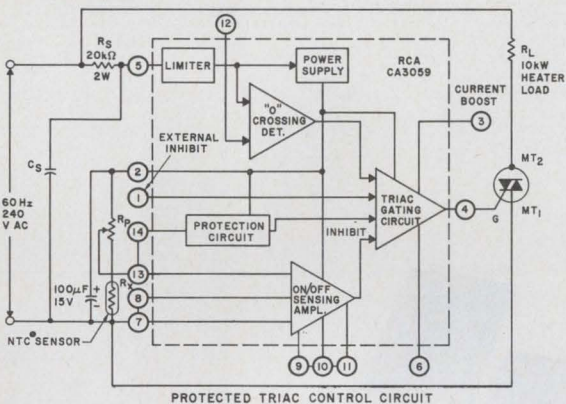 RS
20kΩ
2W
5
LIMITER
12
POWER
SUPPLY
RCA
CA3059
RL
10kW
HEATER
LOAD
CURRENT
BOOST
3
"0"
CROSSING
DET.
EXTERNAL
INHIBIT
CS
60 Hz
240
V AC
2
1
14
PROTECTION
CIRCUIT
INHIBIT
TRIAC
GATING
CIRCUIT
4
G
MT2
MT1
RP
13
8
7
RX
100µF
15V
+
-
ON/OFF
SENSING
AMPL.
NTC SENSOR
9
10
11
6
PROTECTED TRIAC CONTROL CIRCUIT